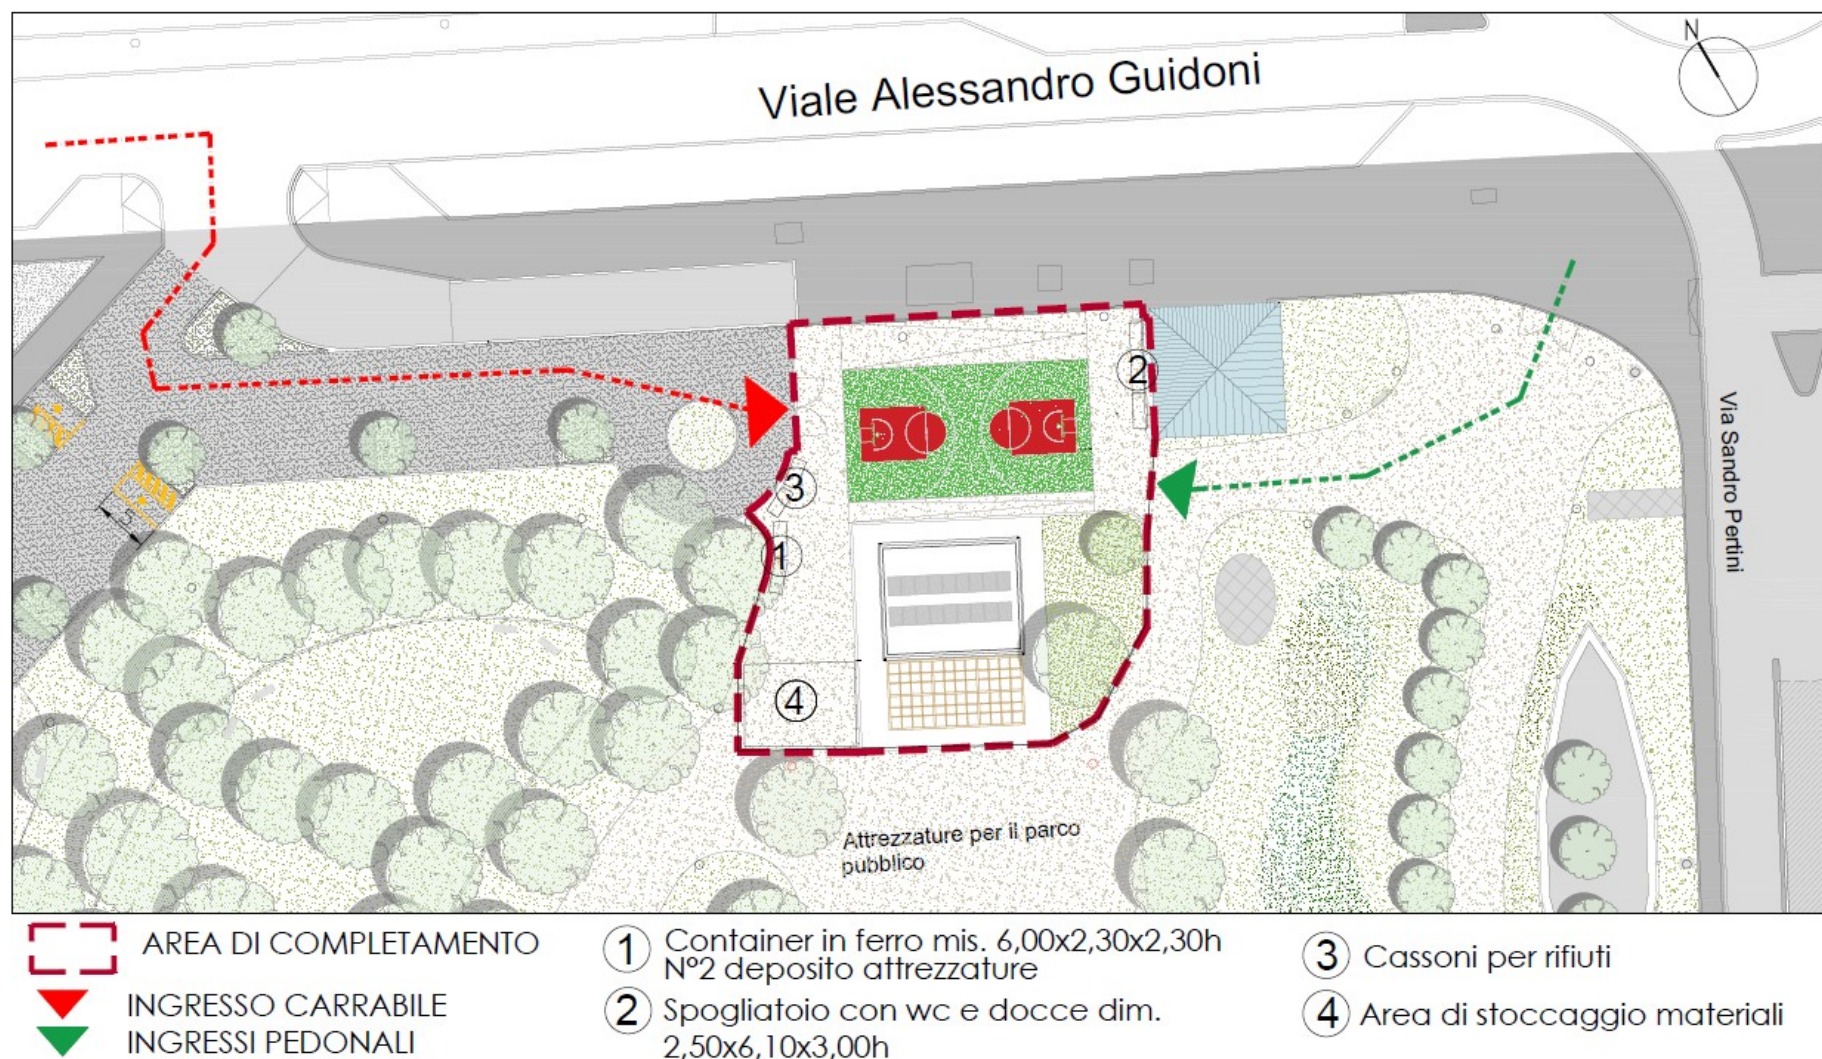 N
Viale Alessandro Guidoni
2
3
1
Via Sandro Pertini
5
4
Attrezzature per il parco
pubblico
AREA DI COMPLETAMENTO
INGRESSO CARRABILE
INGRESSI PEDONALI
1 Container in ferro mis. 6,00x2,30x2,30h
N°2 deposito attrezzature
2 Spogliatoio con wc e docce dim.
2,50x6,10x3,00h
3 Cassoni per rifiuti
4 Area di stoccaggio materiali